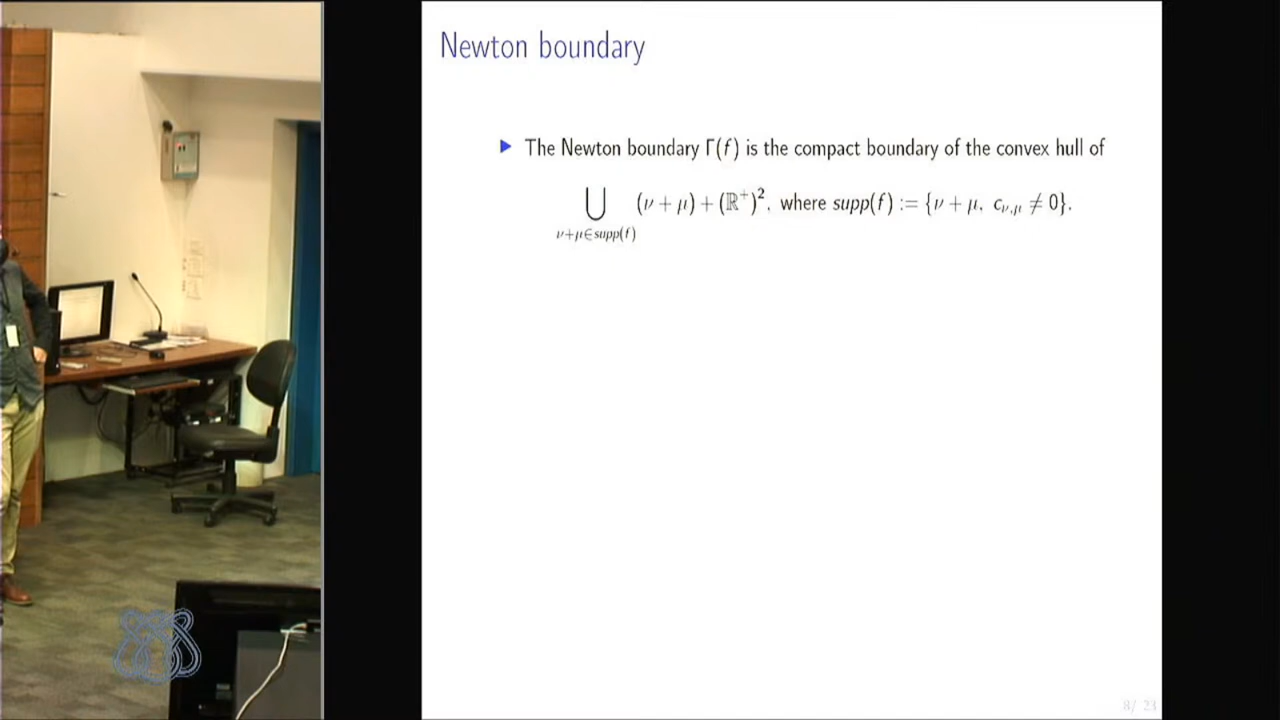 Newton boundary
▶ The Newton boundary Γ(f) is the compact boundary of the convex hull of
⋃_{ν+μ∈supp(f)} (ν + μ) + (ℝ⁺)², where supp(f) := {ν + μ, c_{ν,μ} ≠ 0}.
8 / 23